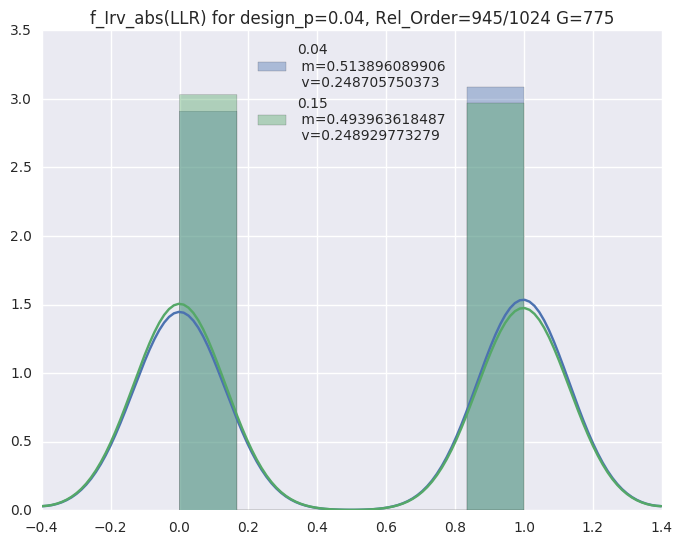 f_Irv_abs(LLR) for design_p=0.04, Rel_Order=945/1024 G=775
0.04
m=0.513896089906
v=0.248705750373
0.15
m=0.493963618487
v=0.248929773279
3.5
3.0
2.5
2.0
1.5
1.0
0.5
0.0
−0.4 −0.2 0.0 0.2 0.4 0.6 0.8 1.0 1.2 1.4